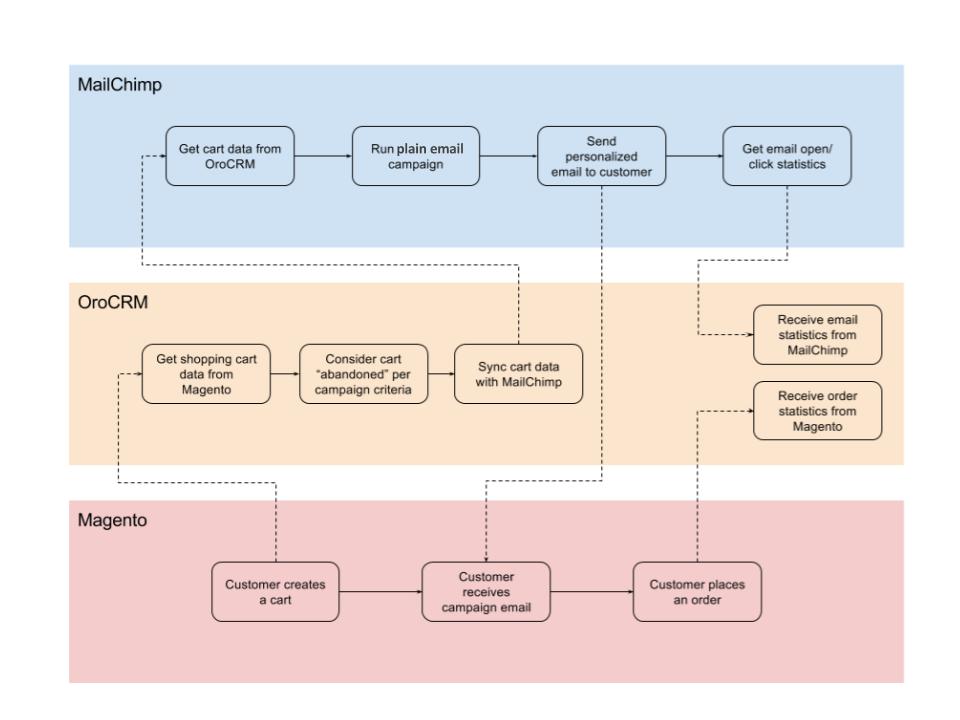 MailChimp
Get cart data from
OroCRM
Run plain email
campaign
Send
personalized
email to customer
Get email open/
click statistics
OroCRM
Get shopping cart
data from
Magento
Consider cart
“abandoned” per
campaign criteria
Sync cart data
with MailChimp
Receive email
statistics from
MailChimp
Receive order
statistics from
Magento
Magento
Customer creates
a cart
Customer
receives
campaign email
Customer places
an order